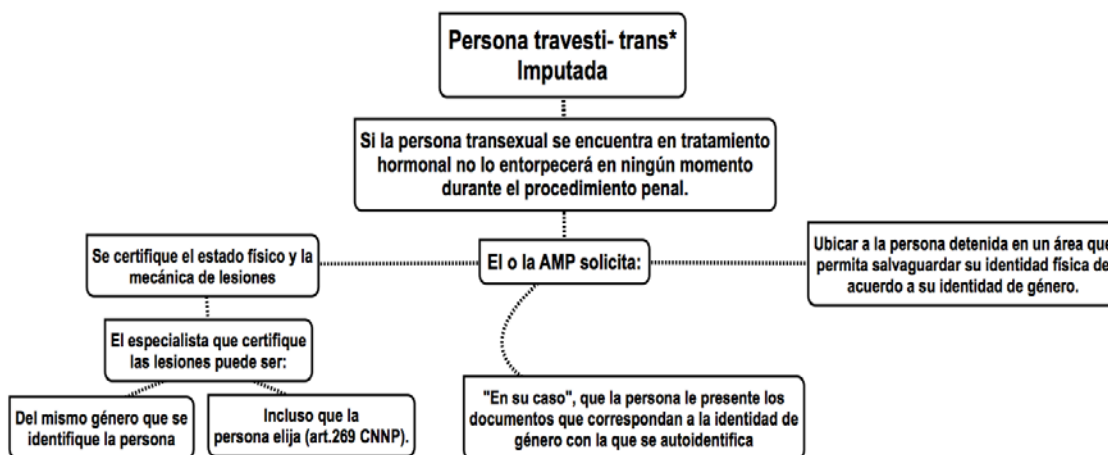 Persona travesti- trans*
Imputada
Si la persona transexual se encuentra en tratamiento
hormonal no lo entorpecerá en ningún momento
durante el procedimiento penal.
Se certifique el estado físico y la
mecánica de lesiones
El o la AMP solicita:
Ubicar a la persona detenida en un área que
permita salvaguardar su identidad física de
acuerdo a su identidad de género.
El especialista que certifique
las lesiones puede ser:
Del mismo género que se
identifique la persona
Incluso que la
persona elija (art.269 CNNP).
"En su caso", que la persona le presente los
documentos que correspondan a la identidad de
género con la que se autoidentifica